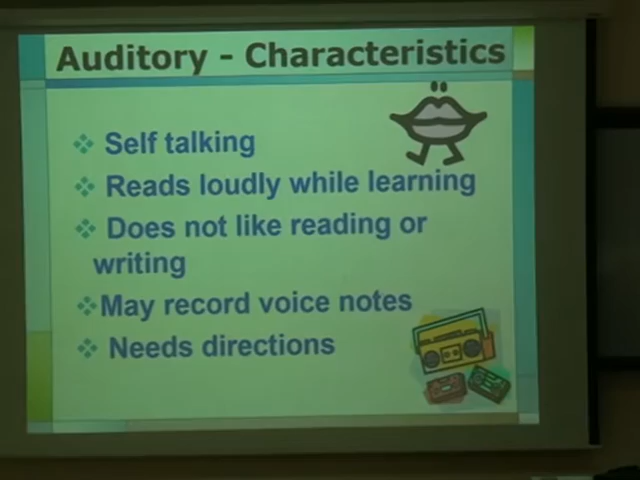 Auditory - Characteristics
Self talking
Reads loudly while learning
Does not like reading or
writing
May record voice notes
Needs directions